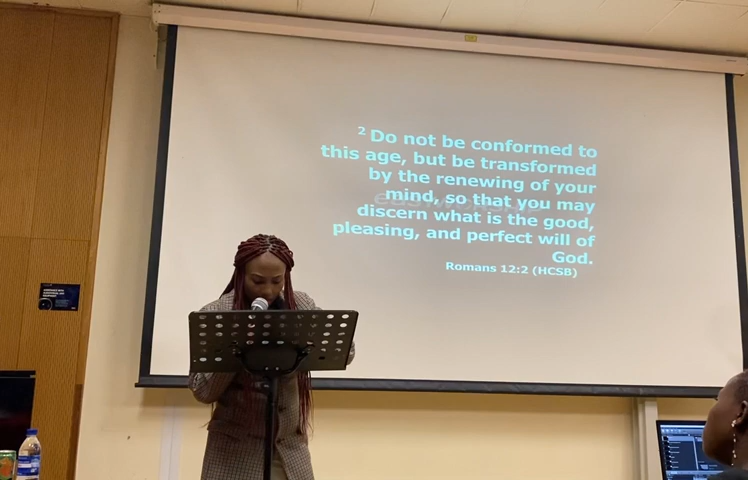 2 Do not be conformed to
this age, but be transformed
by the renewing of your
mind, so that you may
discern what is the good,
pleasing, and perfect will of
God.
Romans 12:2 (HCSB)